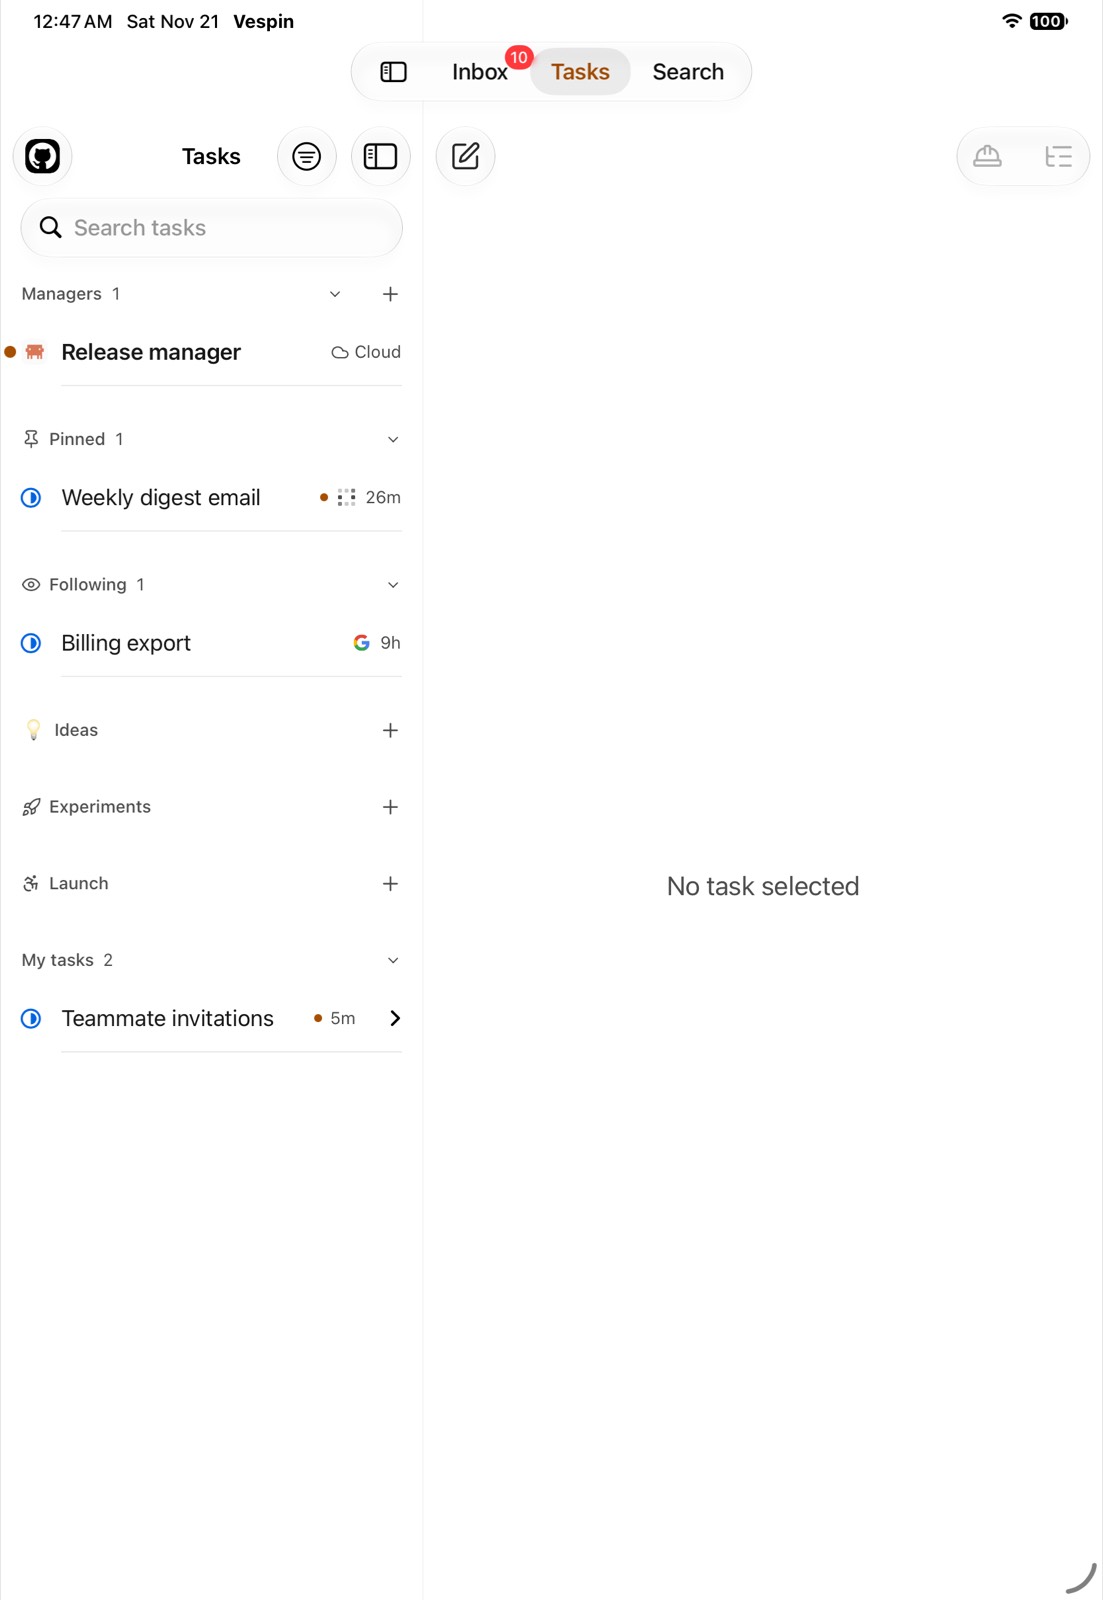 12:47 AM Sat Nov 21 Vespin
100
Inbox 10 Tasks Search
Tasks
Search tasks
Managers 1
Release manager Cloud
Pinned 1
Weekly digest email 26m
Following 1
Billing export 9h
Ideas
Experiments
Launch
My tasks 2
Teammate invitations 5m
No task selected